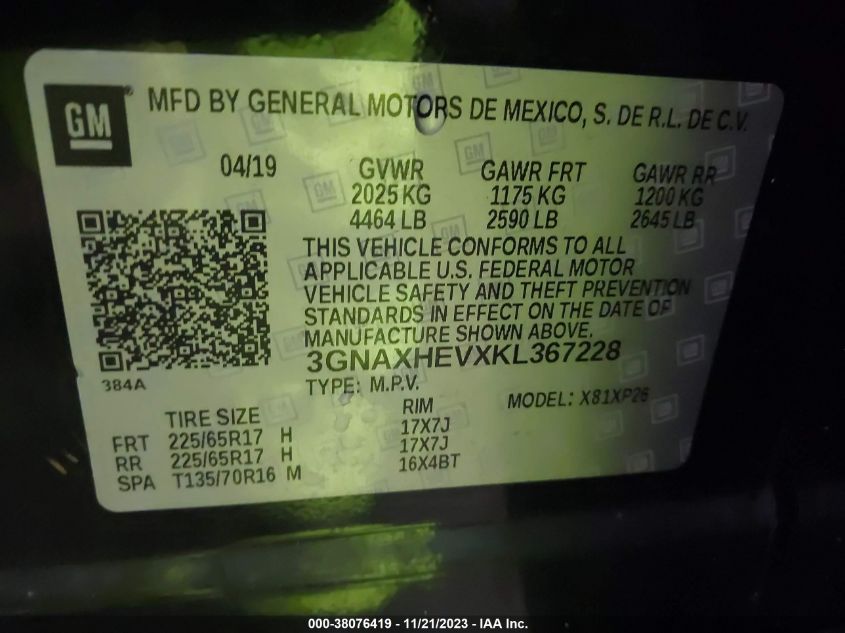 GM
MFD BY GENERAL MOTORS DE MEXICO, S. DE R.L. DE C.V.
04/19 GVWR GAWR FRT GAWR RR
2025 KG 1175 KG 1200 KG
4464 LB 2590 LB 2645 LB
THIS VEHICLE CONFORMS TO ALL
APPLICABLE U.S. FEDERAL MOTOR
VEHICLE SAFETY AND THEFT PREVENTION
STANDARDS IN EFFECT ON THE DATE OF
MANUFACTURE SHOWN ABOVE.
3GNAXHEVXKL367228
384A
TYPE: M.P.V. MODEL: X81XP26
TIRE SIZE RIM
FRT 225/65R17 H 17X7J
RR 225/65R17 H 17X7J
SPA T135/70R16 M 16X4BT
000-38076419 - 11/21/2023 - IAA Inc.